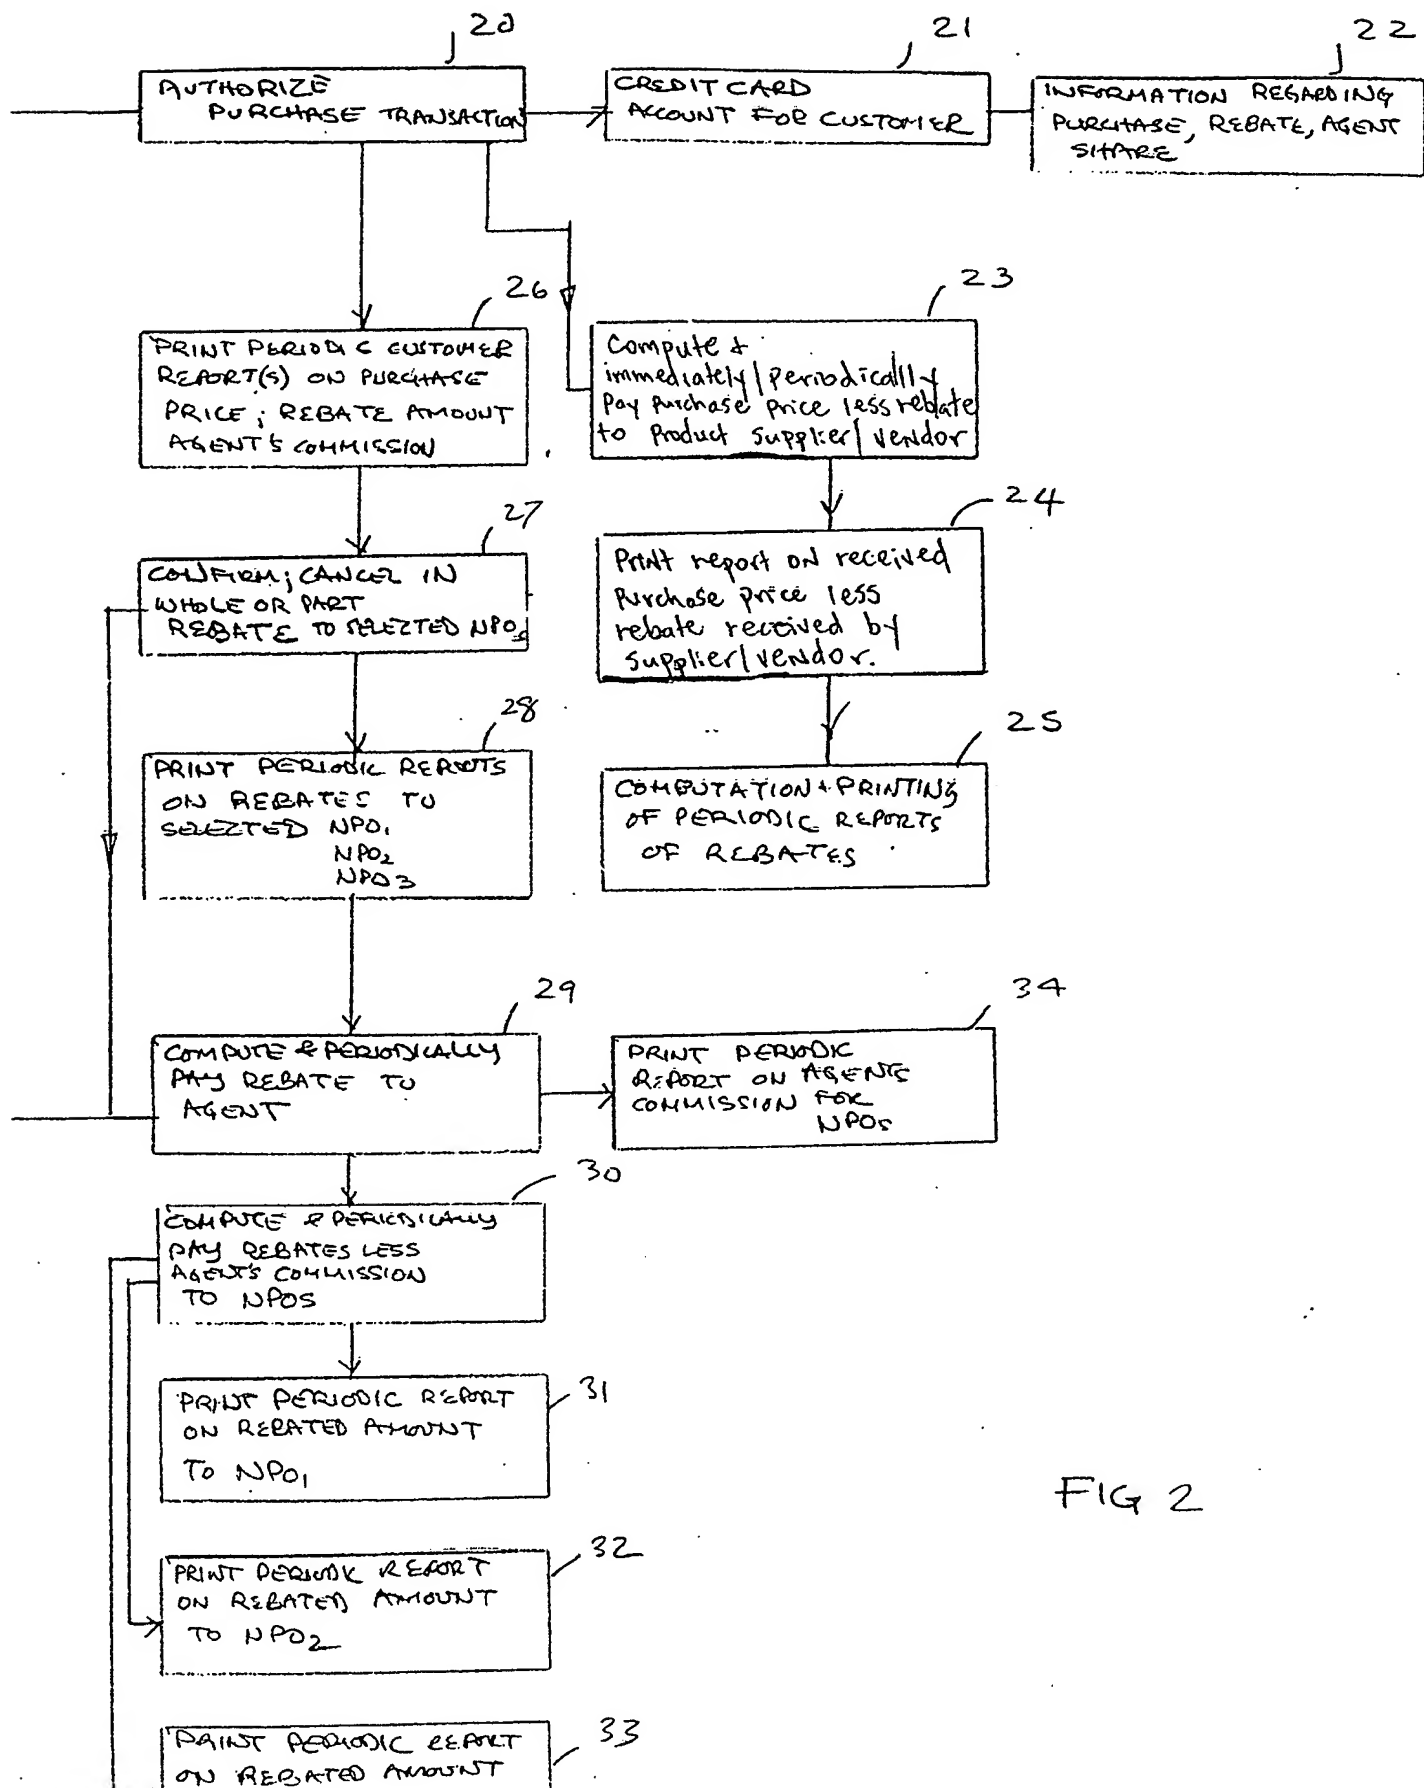 20
AUTHORIZE
PURCHASE TRANSACTION
21
CREDIT CARD
ACCOUNT FOR CUSTOMER
22
INFORMATION REGARDING
PURCHASE, REBATE, AGENT
SHARE
26
PRINT PERIODIC CUSTOMER
REPORT(S) ON PURCHASE
PRICE; REBATE AMOUNT
AGENT'S COMMISSION
23
Compute &
immediately/periodically
Pay purchase price less rebate
to Product Supplier/vendor
27
CONFIRM; CANCEL IN
WHOLE OR PART
REBATE TO SELECTED NPOs
24
Print report on received
purchase price less
rebate received by
Supplier/vendor.
28
PRINT PERIODIC REPORTS
ON REBATES TO
SELECTED NPO1
NPO2
NPO3
25
COMPUTATION + PRINTING
OF PERIODIC REPORTS
OF REBATES
29
COMPUTE & PERIODICALLY
PAY REBATE TO
AGENT
34
PRINT PERIODIC
REPORT ON AGENTS
COMMISSION FOR
NPOs
30
COMPUTE & PERIODICALLY
PAY REBATES LESS
AGENT'S COMMISSION
TO NPOS
31
PRINT PERIODIC REPORT
ON REBATED AMOUNT
TO NPO1
FIG 2
32
PRINT PERIODIC REPORT
ON REBATED AMOUNT
TO NPO2
33
PRINT PERIODIC REPORT
ON REBATED AMOUNT